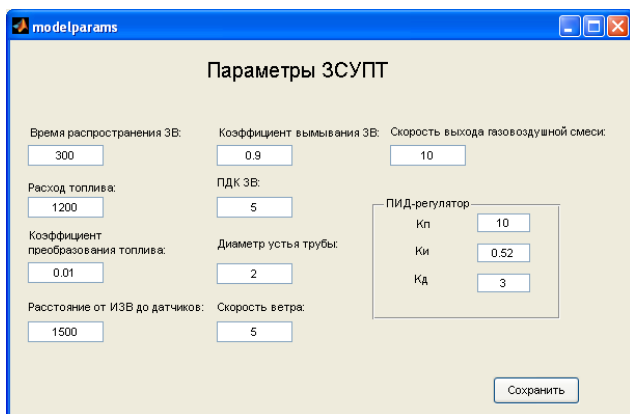 modelparams
Параметры ЗСУПТ
Время распространения ЗВ:
300
Коэффициент вымывания ЗВ:
0.9
Скорость выхода газовоздушной смеси:
10
Расход топлива:
1200
ПДК ЗВ:
5
Коэффициент
преобразования топлива:
0.01
Диаметр устья трубы:
2
Расстояние от ИЗВ до датчиков:
1500
Скорость ветра:
5
ПИД-регулятор
Кп
10
Ки
0.52
Кд
3
Сохранить